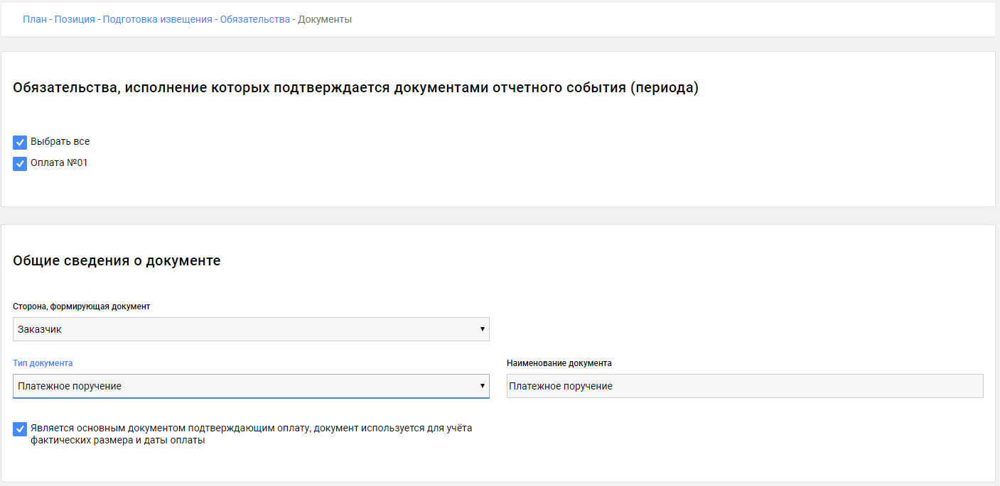 План - Позиция - Подготовка извещения - Обязательства - Документы
Обязательства, исполнение которых подтверждается документами отчетного события (периода)
Выбрать все
Оплата №01
Общие сведения о документе
Сторона, формирующая документ
Заказчик
Тип документа
Платежное поручение
Наименование документа
Платежное поручение
Является основным документом подтверждающим оплату, документ используется для учёта
фактических размера и даты оплаты